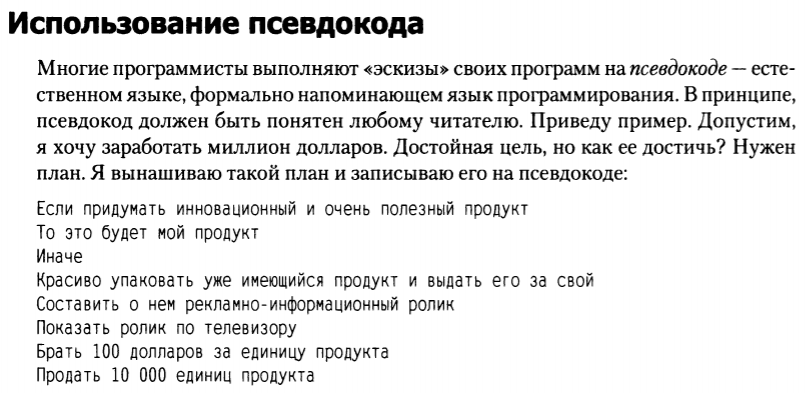 Использование псевдокода
Многие программисты выполняют «эскизы» своих программ на псевдокоде — есте-
ственном языке, формально напоминающем язык программирования. В принципе,
псевдокод должен быть понятен любому читателю. Приведу пример. Допустим,
я хочу заработать миллион долларов. Достойная цель, но как ее достичь? Нужен
план. Я вынашиваю такой план и записываю его на псевдокоде:
Если придумать инновационный и очень полезный продукт
То это будет мой продукт
Иначе
Красиво упаковать уже имеющийся продукт и выдать его за свой
Составить о нем рекламно-информационный ролик
Показать ролик по телевизору
Брать 100 долларов за единицу продукта
Продать 10 000 единиц продукта